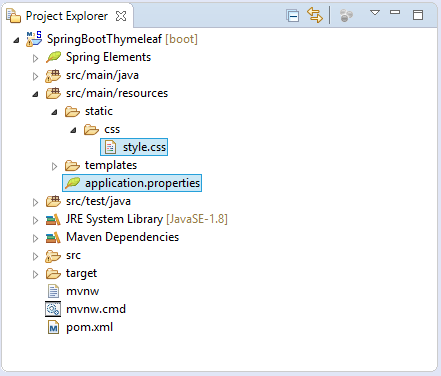 Project Explorer
SpringBootThymeleaf [boot]
Spring Elements
src/main/java
src/main/resources
static
css
style.css
templates
application.properties
src/test/java
JRE System Library [JavaSE-1.8]
Maven Dependencies
src
target
mvnw
mvnw.cmd
pom.xml